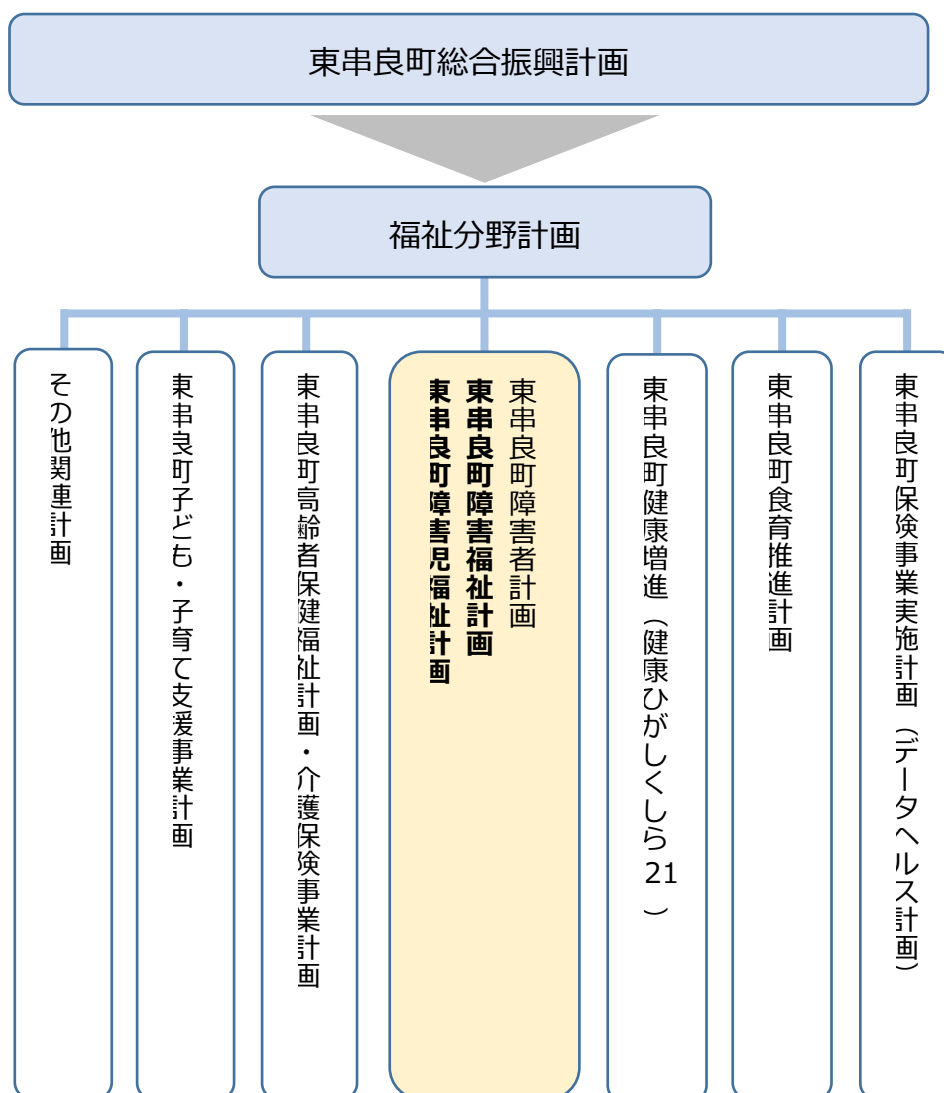 東串良町総合振興計画
福祉分野計画
東串良町保険事業実施計画（データヘルス計画）
東串良町食育推進計画
東串良町健康増進（健康ひがしくしら21）
東串良町障害者計画
東串良町障害福祉計画
東串良町障害児福祉計画
東串良町高齢者保健福祉計画・介護保険事業計画
東串良町子ども・子育て支援事業計画
その他関連計画